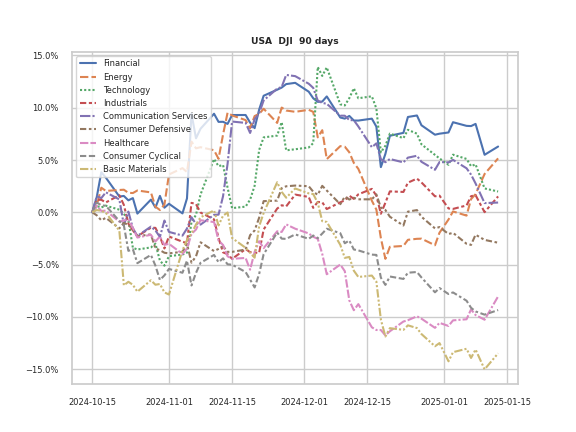 USA  DJI  90 days
15.0%
10.0%
5.0%
0.0%
−5.0%
−10.0%
−15.0%
Financial
Energy
Technology
Industrials
Communication Services
Consumer Defensive
Healthcare
Consumer Cyclical
Basic Materials
2024-10-15
2024-11-01
2024-11-15
2024-12-01
2024-12-15
2025-01-01
2025-01-15